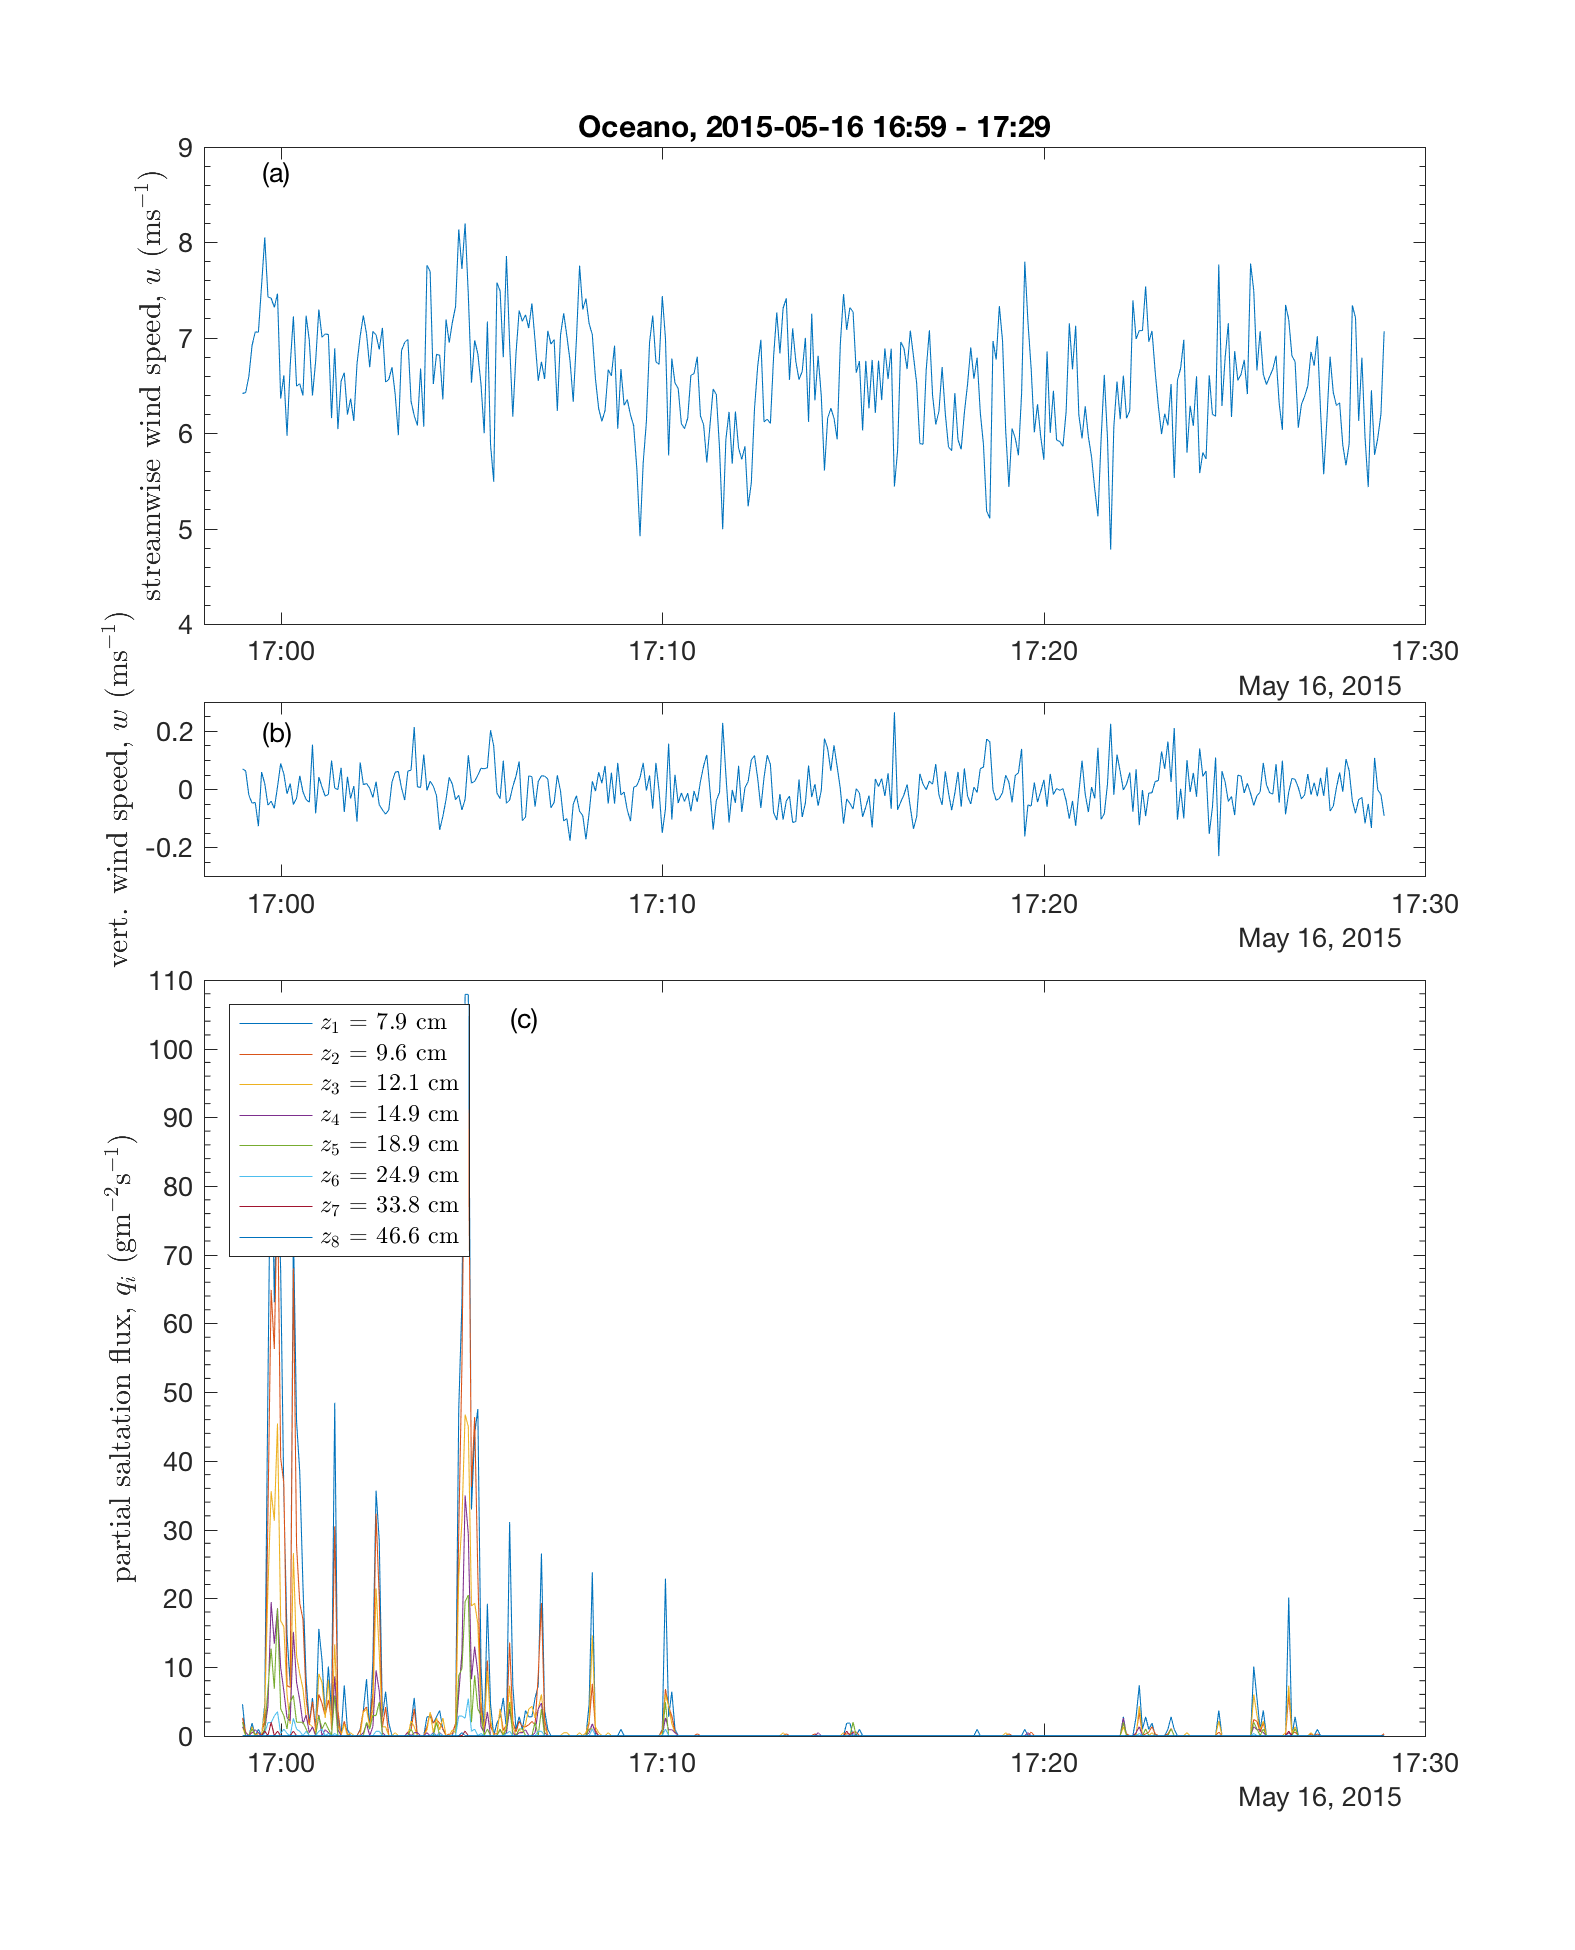 Oceano, 2015-05-16 16:59 - 17:29
(a)
streamwise wind speed, u (ms⁻¹)
9
8
7
6
5
4
17:00 17:10 17:20 17:30
May 16, 2015
(b)
vert. wind speed, w (ms⁻¹)
0.2
0
-0.2
17:00 17:10 17:20 17:30
May 16, 2015
(c)
partial saltation flux, qᵢ (gm⁻²s⁻¹)
110
100
90
80
70
60
50
40
30
20
10
0
z₁ = 7.9 cm
z₂ = 9.6 cm
z₃ = 12.1 cm
z₄ = 14.9 cm
z₅ = 18.9 cm
z₆ = 24.9 cm
z₇ = 33.8 cm
z₈ = 46.6 cm
17:00 17:10 17:20 17:30
May 16, 2015